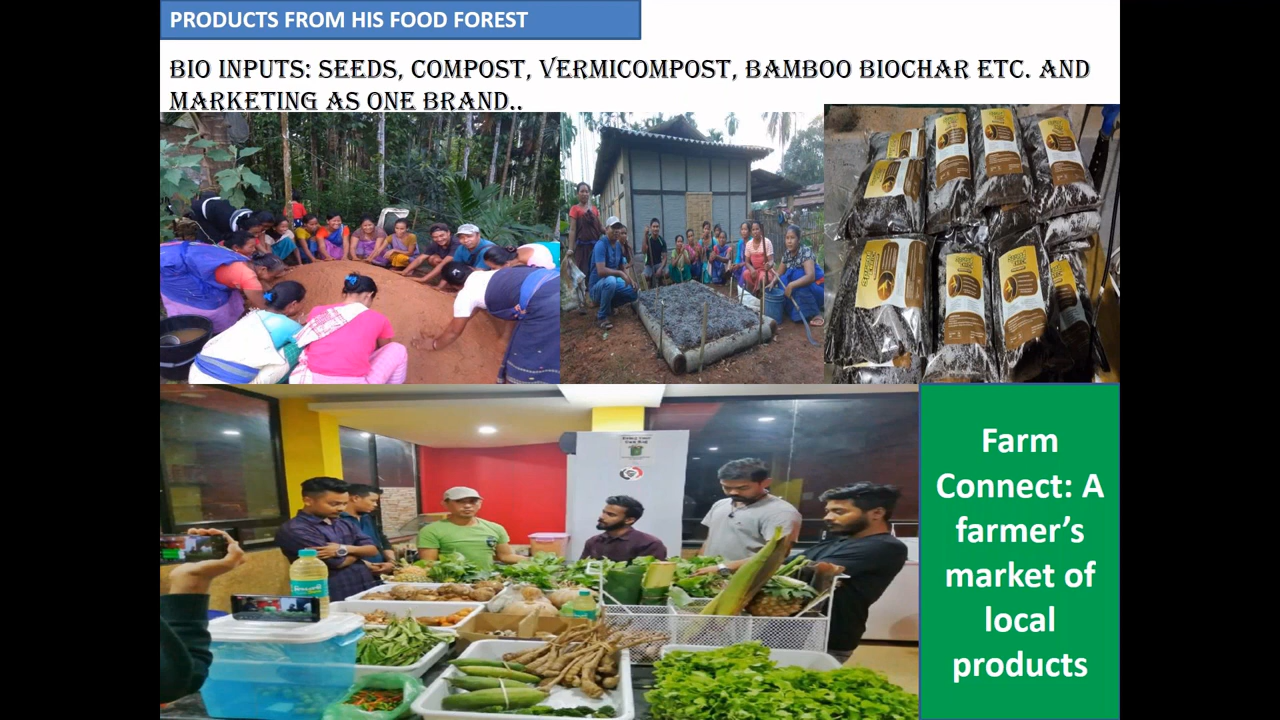 PRODUCTS FROM HIS FOOD FOREST
BIO INPUTS: SEEDS, COMPOST, VERMICOMPOST, BAMBOO BIOCHAR ETC. AND
MARKETING AS ONE BRAND..
Farm
Connect: A
farmer’s
market of
local
products